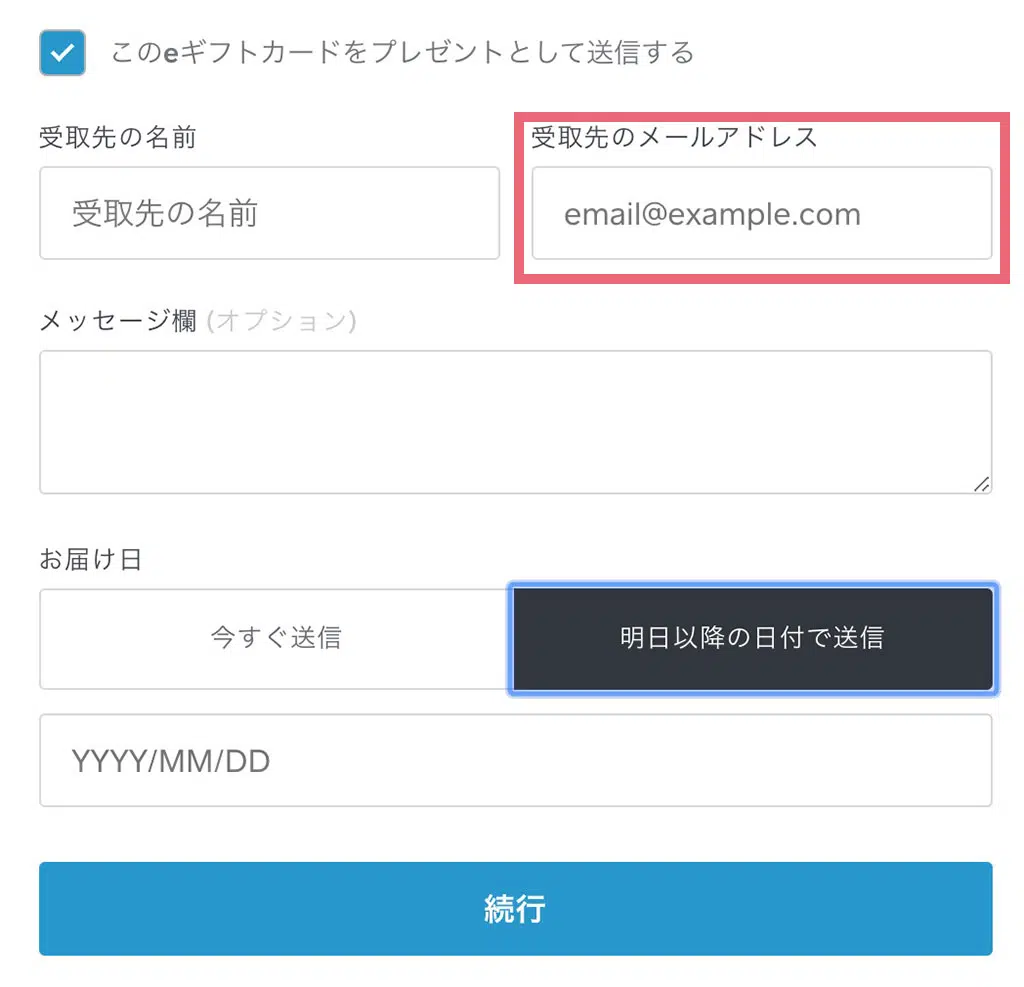 このeギフトカードをプレゼントとして送信する
受取先の名前
受取先のメールアドレス
受取先の名前
email@example.com
メッセージ欄 (オプション)
お届け日
今すぐ送信
明日以降の日付で送信
YYYY/MM/DD
続行